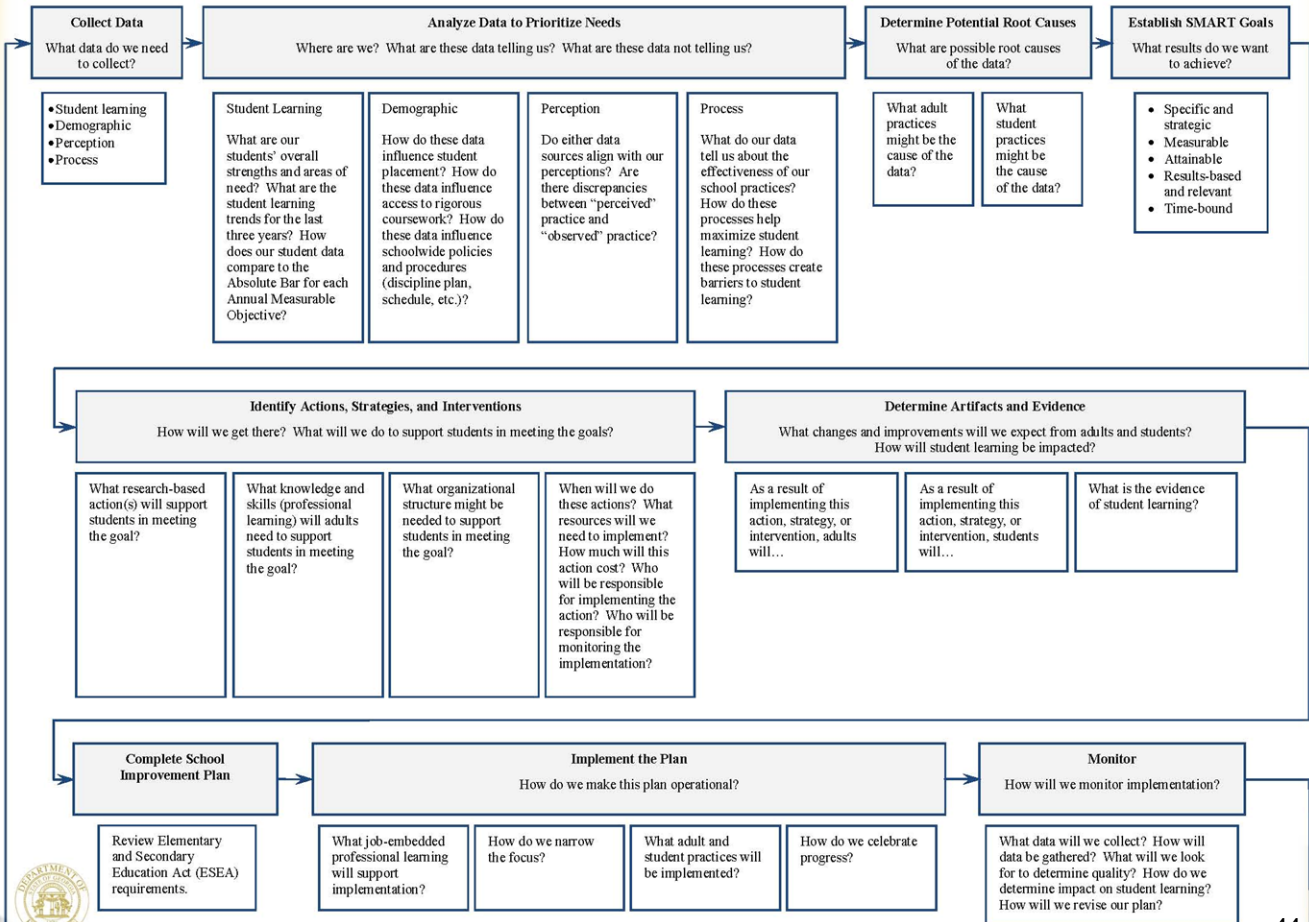 Collect Data
What data do we need
to collect?
Analyze Data to Prioritize Needs
Where are we? What are these data telling us? What are these data not telling us?
Determine Potential Root Causes
What are possible root causes
of the data?
Establish SMART Goals
What results do we want
to achieve?
•Student learning
•Demographic
•Perception
•Process
Student Learning
What are our
students’ overall
strengths and areas of
need? What are the
student learning
trends for the last
three years? How
does our student data
compare to the
Absolute Bar for each
Annual Measurable
Objective?
Demographic
How do these data
influence student
placement? How do
these data influence
access to rigorous
coursework? How do
these data influence
schoolwide policies
and procedures
(discipline plan,
schedule, etc.)?
Perception
Do either data
sources align with our
perceptions? Are
there discrepancies
between “perceived”
practice and
“observed” practice?
Process
What do our data
tell us about the
effectiveness of our
school practices?
How do these
processes help
maximize student
learning? How do
these processes create
barriers to student
learning?
What adult
practices
might be the
cause of the
data?
What
student
practices
might be
the cause
of the data?
• Specific and
strategic
• Measurable
• Attainable
• Results-based
and relevant
• Time-bound
Identify Actions, Strategies, and Interventions
How will we get there? What will we do to support students in meeting the goals?
Determine Artifacts and Evidence
What changes and improvements will we expect from adults and students?
How will student learning be impacted?
What research-based
action(s) will support
students in meeting
the goal?
What knowledge and
skills (professional
learning) will adults
need to support
students in meeting
the goal?
What organizational
structure might be
needed to support
students in meeting
the goal?
When will we do
these actions? What
resources will we
need to implement?
How much will this
action cost? Who
will be responsible
for implementing the
action? Who will be
responsible for
monitoring the
implementation?
As a result of
implementing this
action, strategy, or
intervention, adults
will…
As a result of
implementing this
action, strategy, or
intervention, students
will…
What is the evidence
of student learning?
Complete School
Improvement Plan
Implement the Plan
How do we make this plan operational?
Monitor
How will we monitor implementation?
Review Elementary
and Secondary
Education Act (ESEA)
requirements.
What job-embedded
professional learning
will support
implementation?
How do we narrow
the focus?
What adult and
student practices will
be implemented?
How do we celebrate
progress?
What data will we collect? How will
data be gathered? What will we look
for to determine quality? How do we
determine impact on student learning?
How will we revise our plan?
DEPARTMENT OF